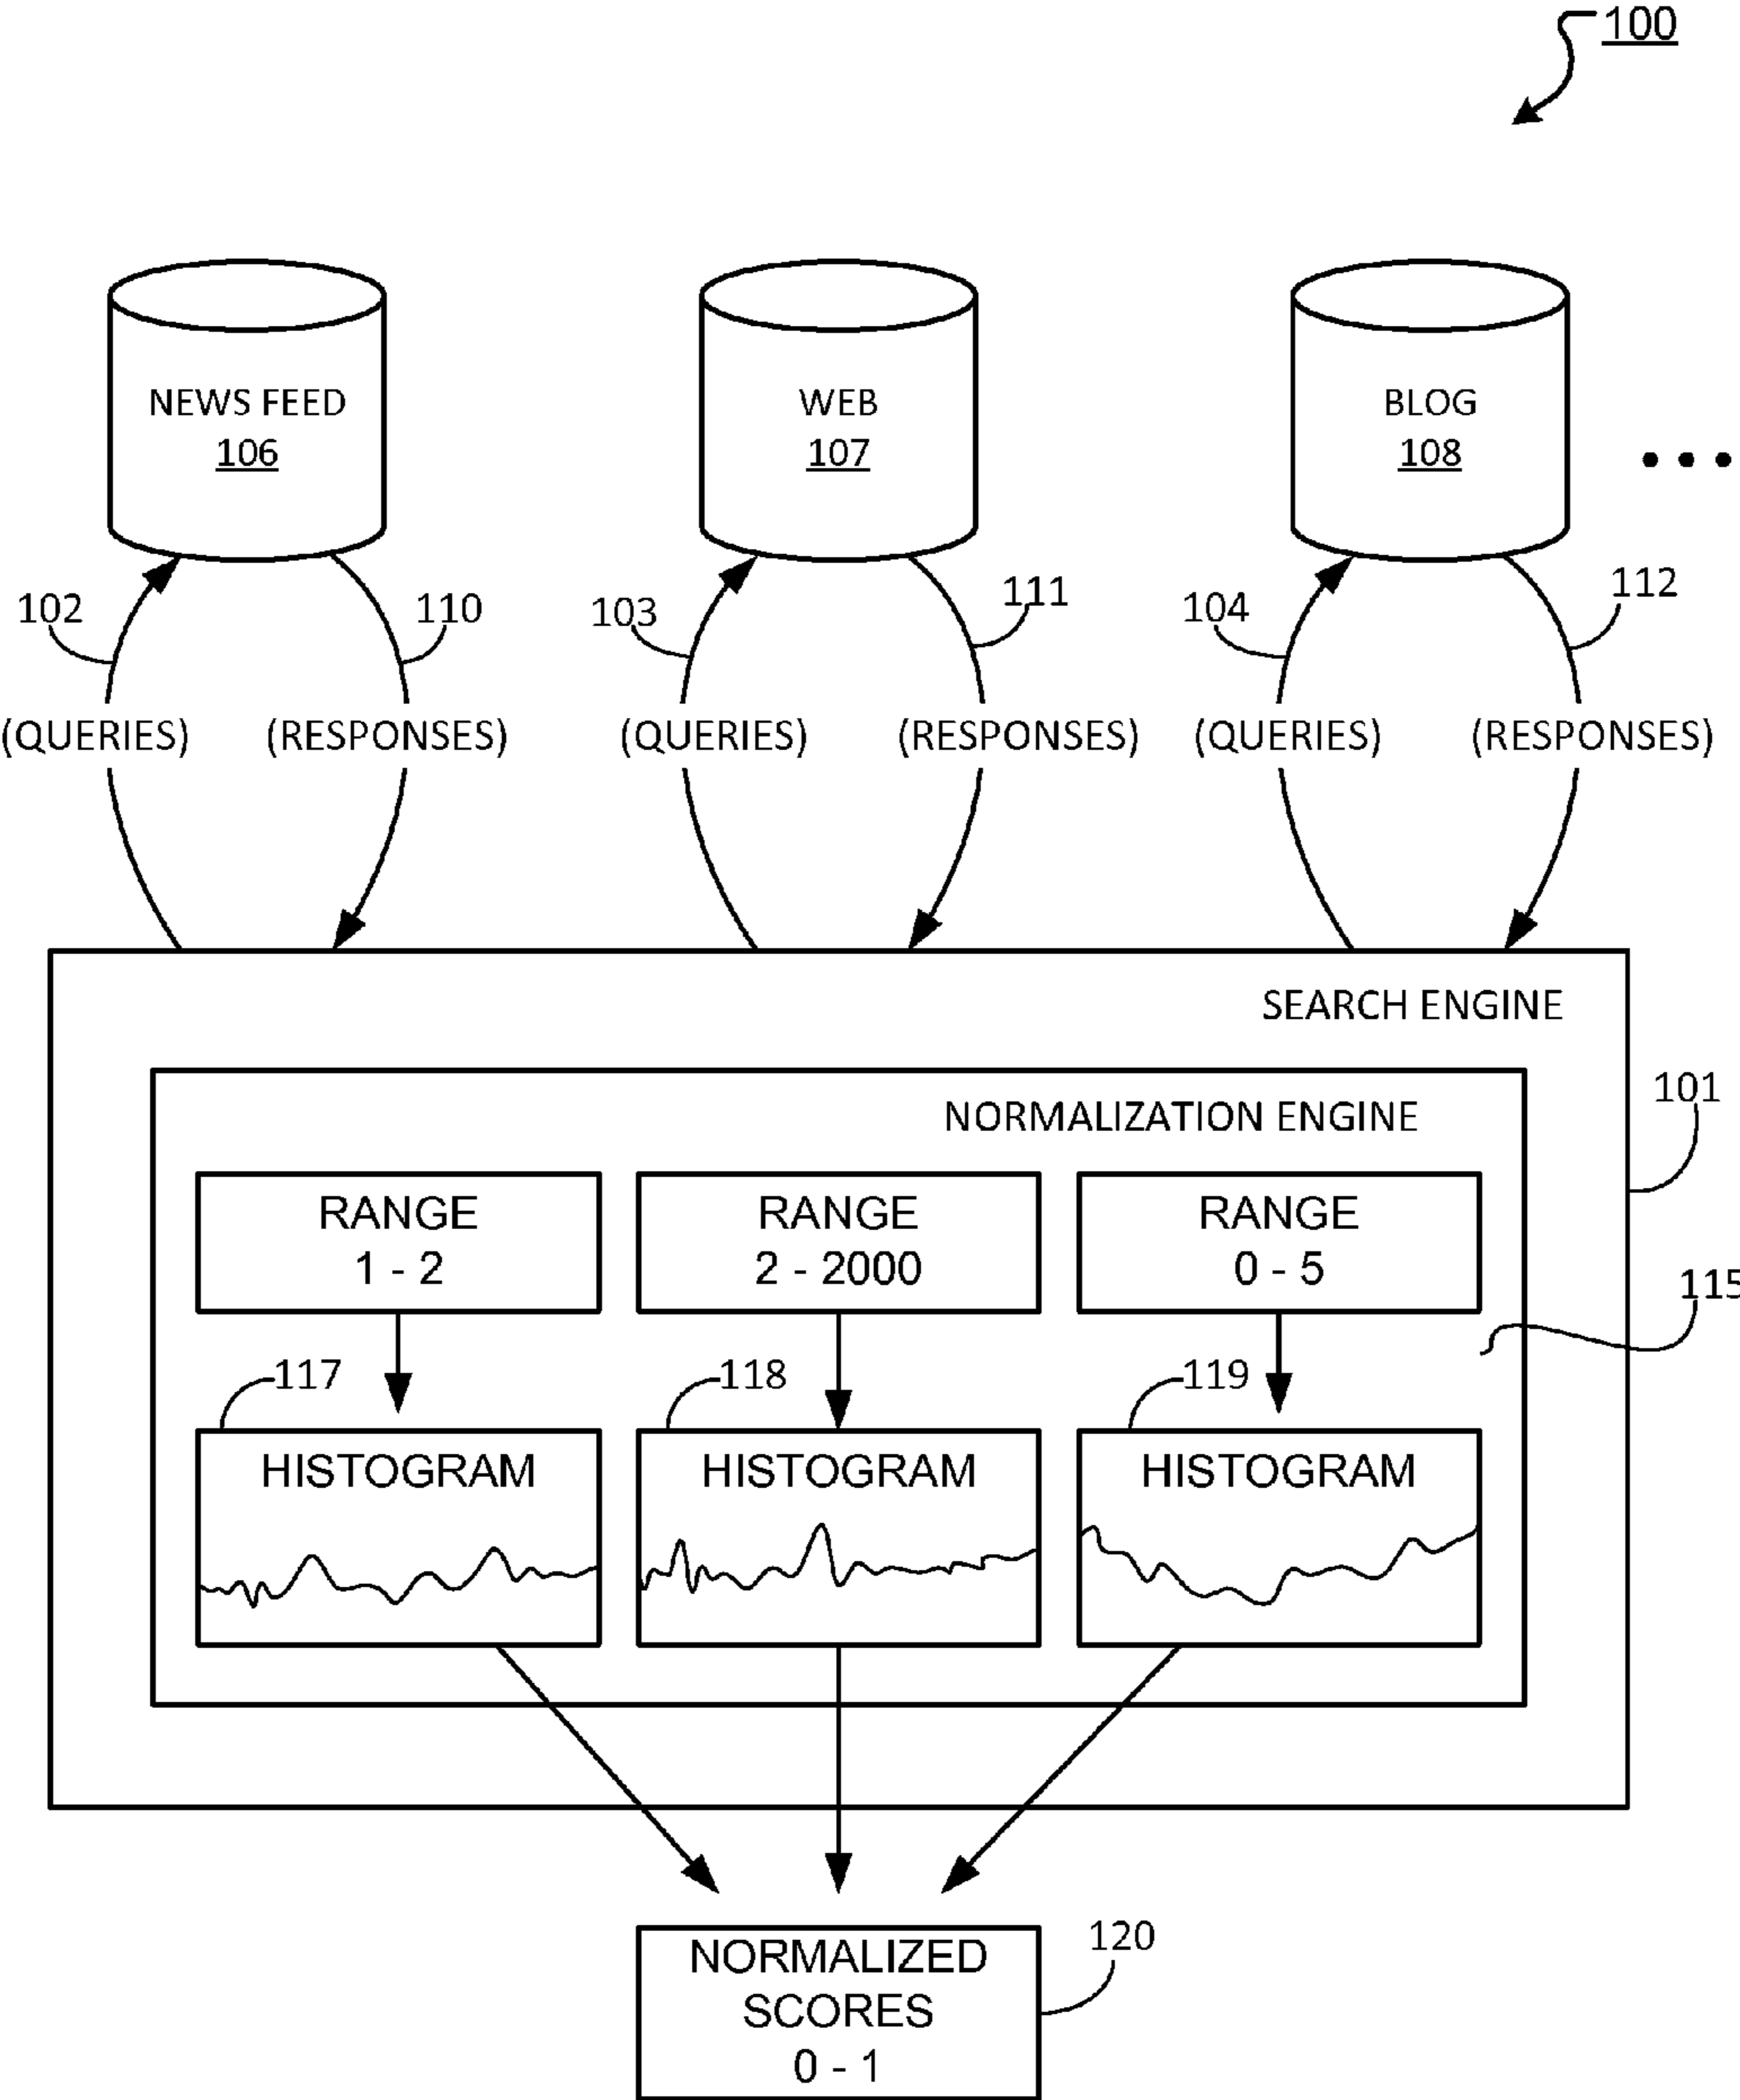 100
NEWS FEED
106
WEB
107
BLOG
108
102
110
103
111
104
112
(QUERIES)
(RESPONSES)
(QUERIES)
(RESPONSES)
(QUERIES)
(RESPONSES)
SEARCH ENGINE
101
NORMALIZATION ENGINE
RANGE
1 - 2
RANGE
2 - 2000
RANGE
0 - 5
115
117
118
119
HISTOGRAM
HISTOGRAM
HISTOGRAM
120
NORMALIZED
SCORES
0 - 1